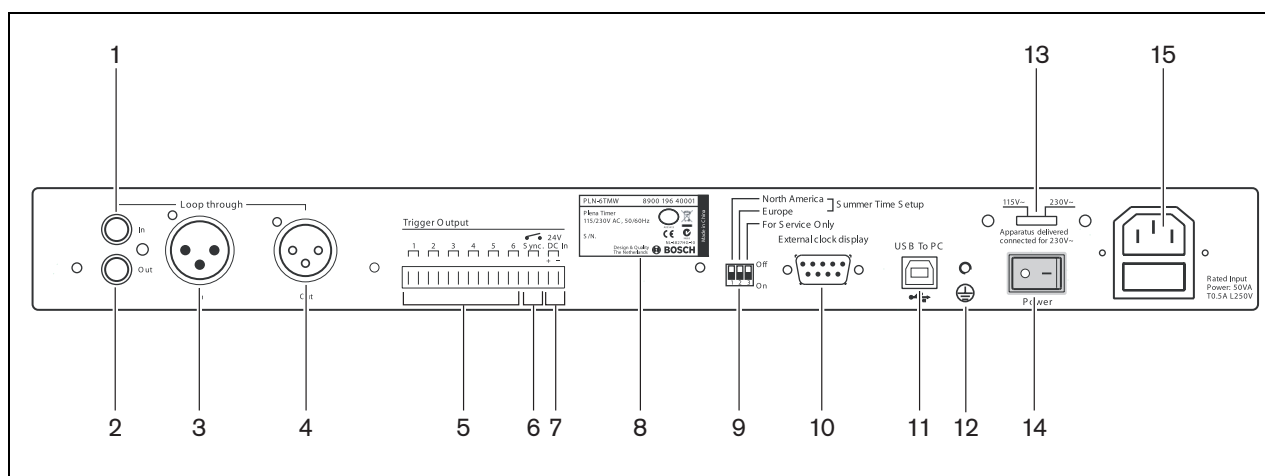 1 13 15
Loop through
In
Out
Out
Trigger Output
1 2 3 4 5 6 Sync. 24V DC In
+ −
PLN-6TMW 8900 196 40001
Plena Timer
115/230V AC, 50/60Hz
S/N.
Design & Quality
The Netherlands
BOSCH
Made in China
CE
North America
Europe
Summer Time Setup
For Service Only
External clock display
Off
On
1 2 3
USB To PC
115V~ 230V~
Apparatus delivered
connected for 230V~
Power
Rated Input
Power: 50VA
T0.5A L250V
2 3 4 5 6 7 8 9 10 11 12 14